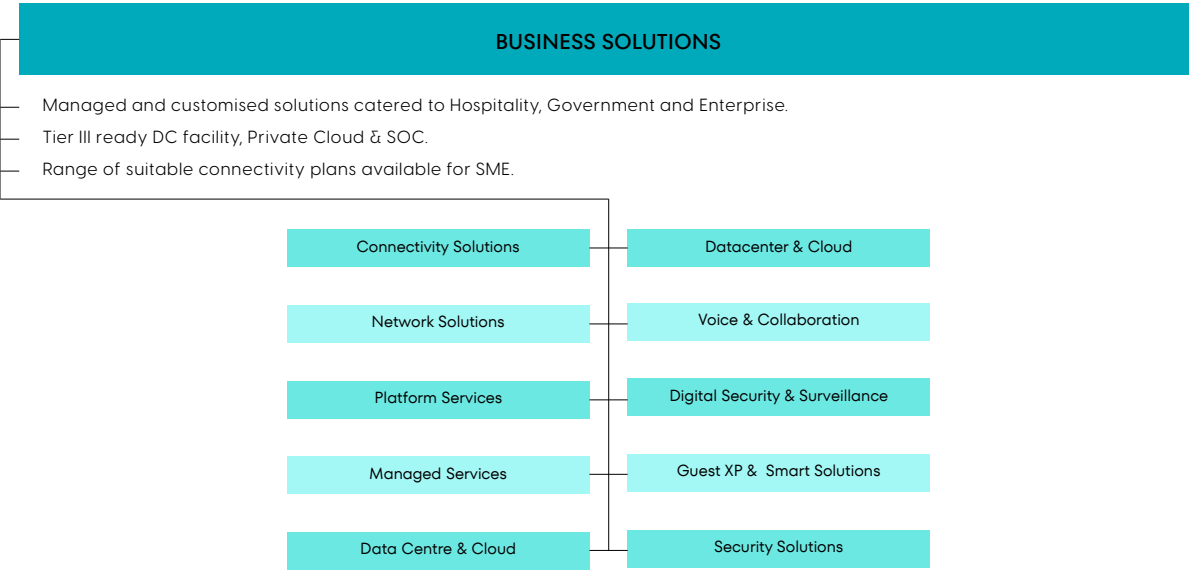 BUSINESS SOLUTIONS
Managed and customised solutions catered to Hospitality, Government and Enterprise.
Tier III ready DC facility, Private Cloud & SOC.
Range of suitable connectivity plans available for SME.
Connectivity Solutions
Datacenter & Cloud
Network Solutions
Voice & Collaboration
Platform Services
Digital Security & Surveillance
Managed Services
Guest XP & Smart Solutions
Data Centre & Cloud
Security Solutions